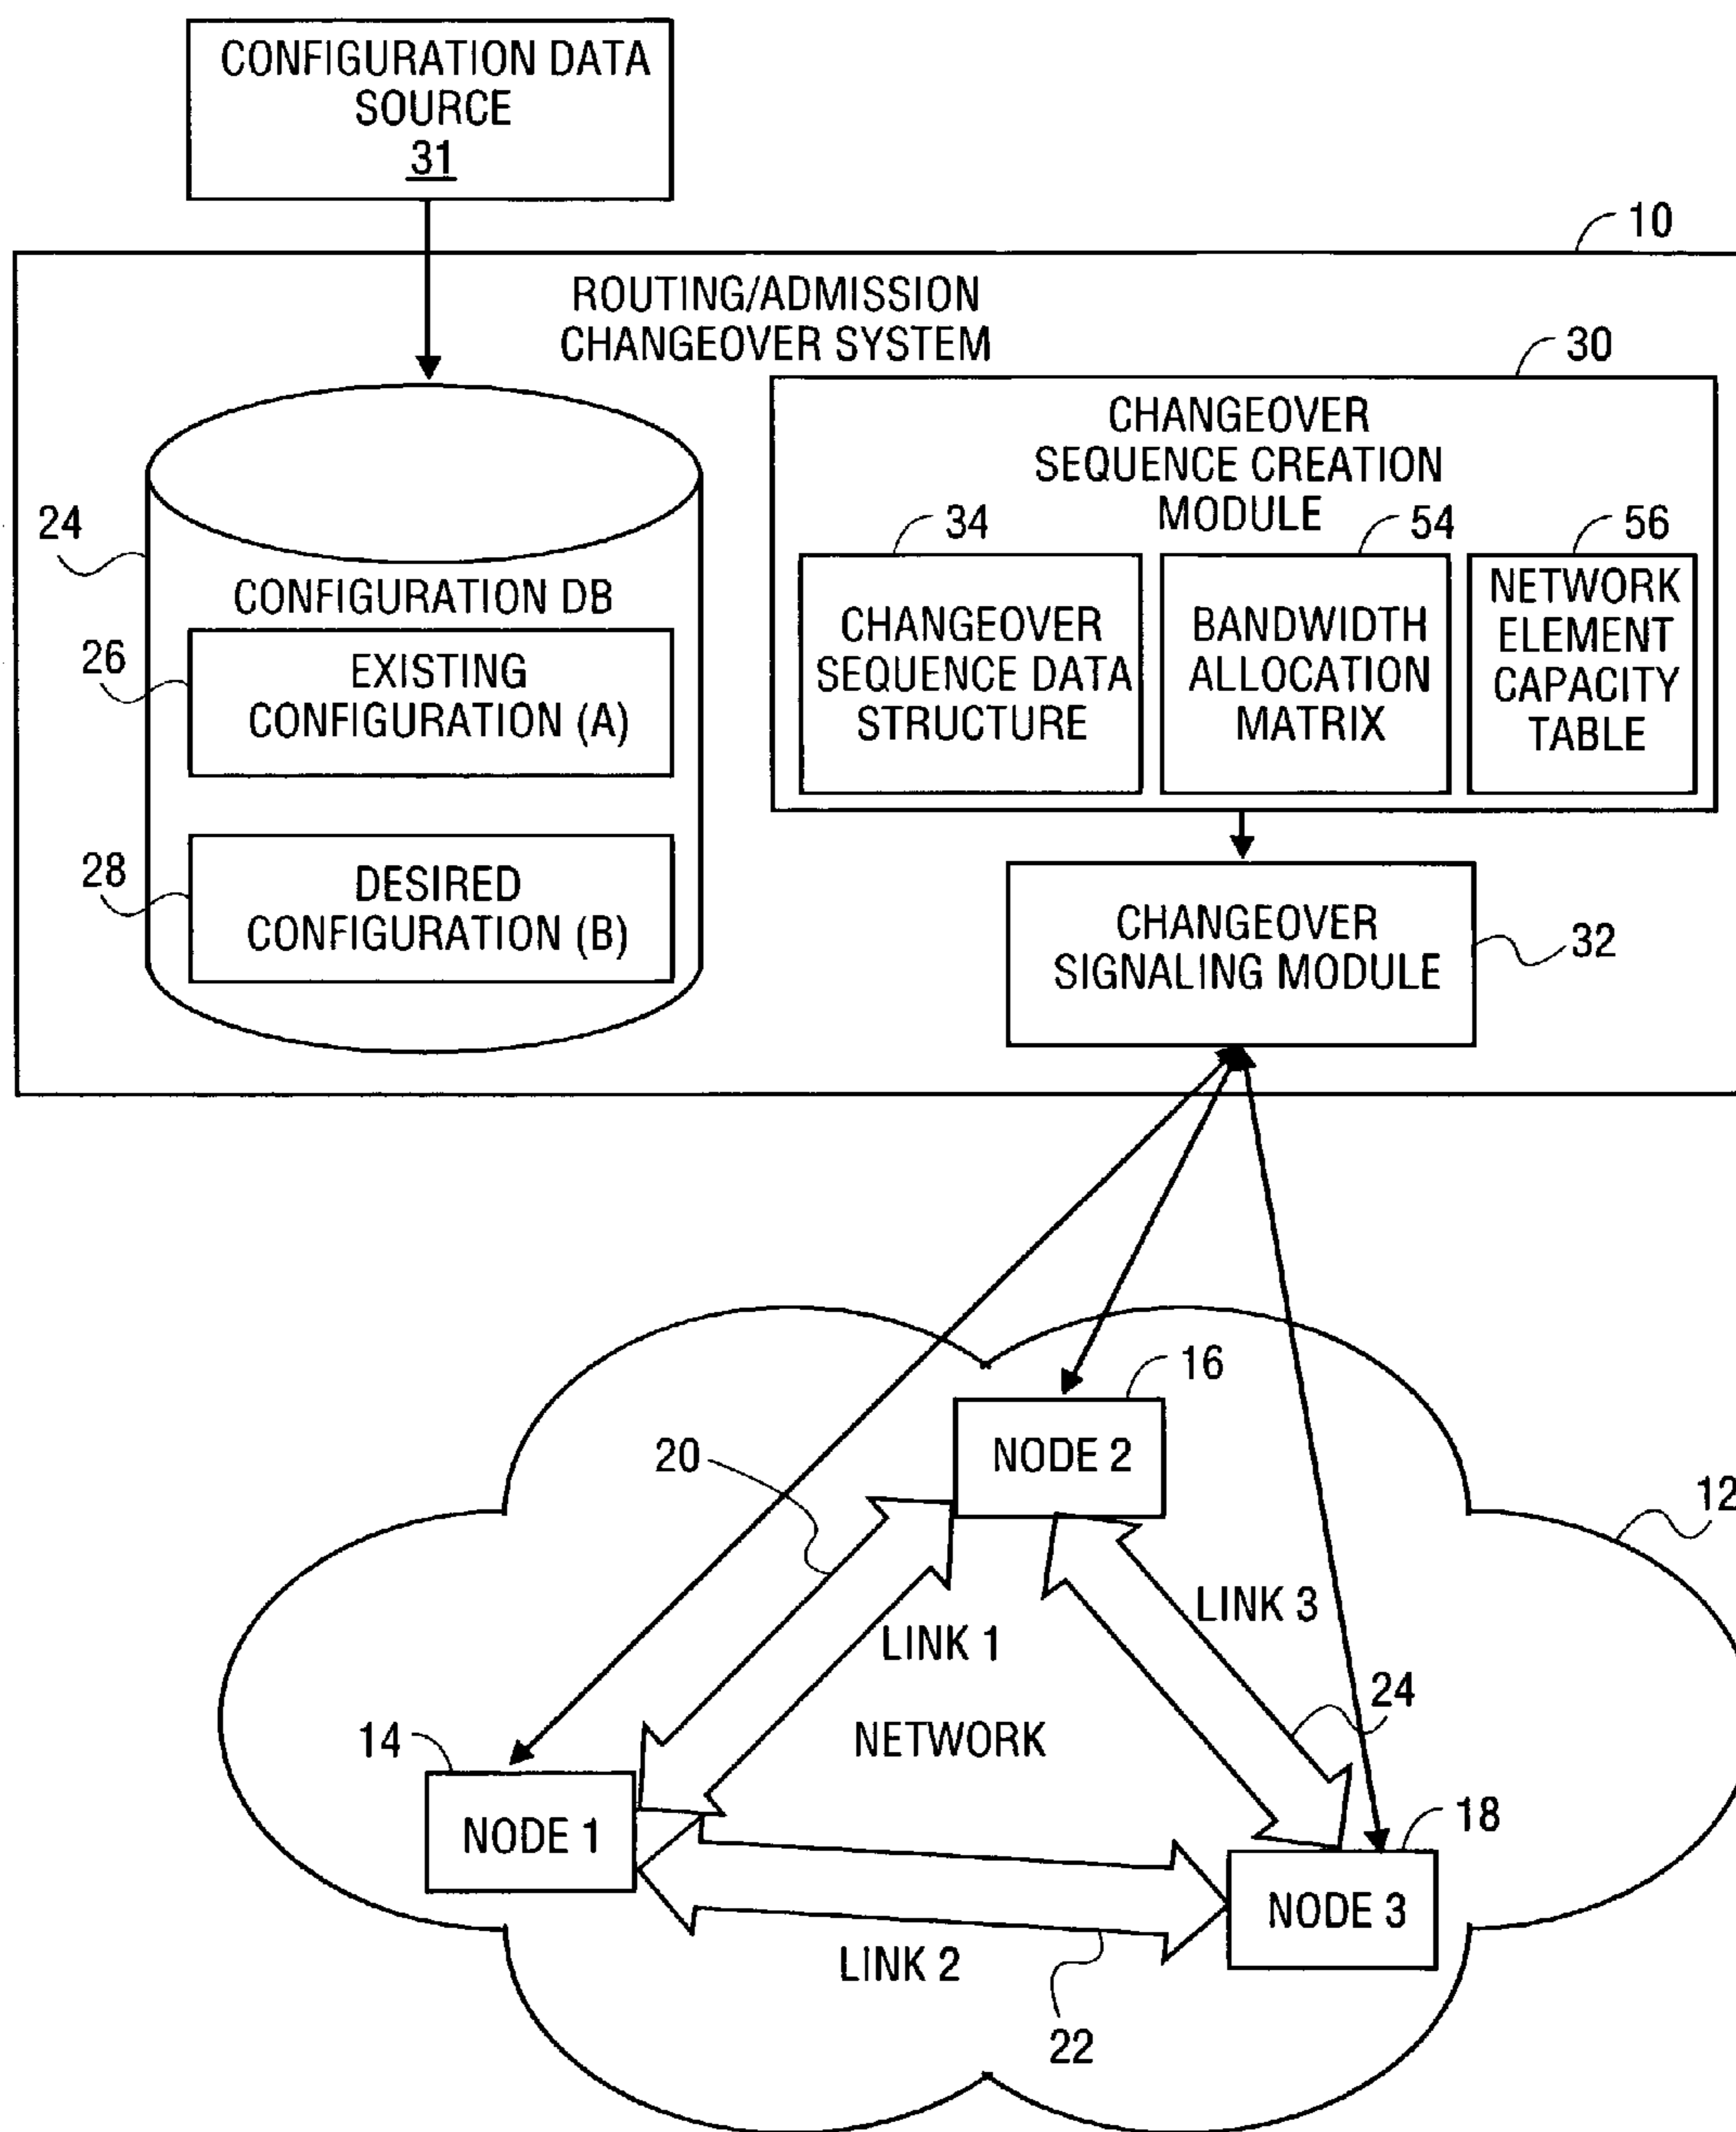 CONFIGURATION DATA
SOURCE
31
10
ROUTING/ADMISSION
CHANGEOVER SYSTEM
30
CHANGEOVER
SEQUENCE CREATION
MODULE
24
34
54
56
CONFIGURATION DB
CHANGEOVER
SEQUENCE DATA
STRUCTURE
BANDWIDTH
ALLOCATION
MATRIX
NETWORK
ELEMENT
CAPACITY
TABLE
26
EXISTING
CONFIGURATION (A)
28
DESIRED
CONFIGURATION (B)
CHANGEOVER
SIGNALING MODULE
32
16
NODE 2
20
12
LINK 3
LINK 1
24
NETWORK
14
NODE 1
18
NODE 3
LINK 2
22